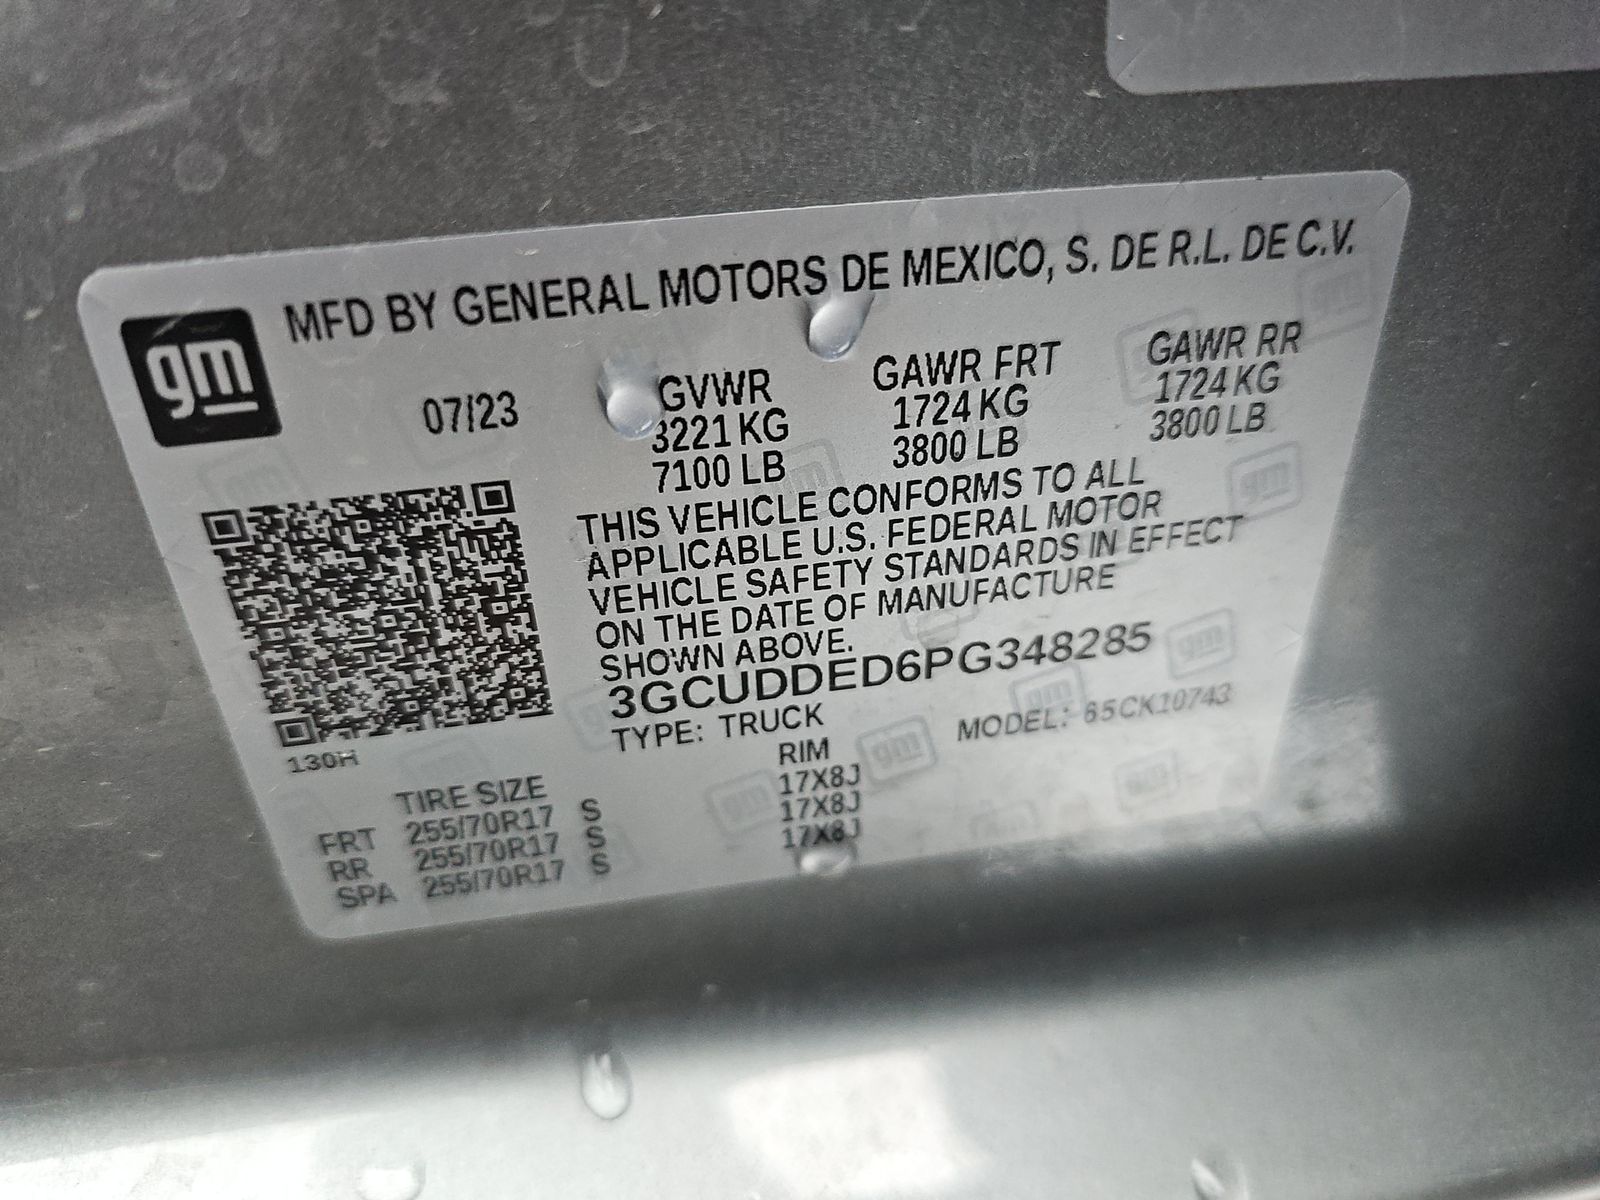 gm
MFD BY GENERAL MOTORS DE MEXICO, S. DE R.L. DE C.V.
07/23 GVWR GAWR FRT GAWR RR
3221 KG 1724 KG 1724 KG
7100 LB 3800 LB 3800 LB
THIS VEHICLE CONFORMS TO ALL
APPLICABLE U.S. FEDERAL MOTOR
VEHICLE SAFETY STANDARDS IN EFFECT
ON THE DATE OF MANUFACTURE
SHOWN ABOVE.
3GCUDDED6PG348285
TYPE: TRUCK MODEL: 65CK10743
130H
TIRE SIZE RIM
FRT 255/70R17 S 17X8J
RR 255/70R17 S 17X8J
SPA 255/70R17 S 17X8J